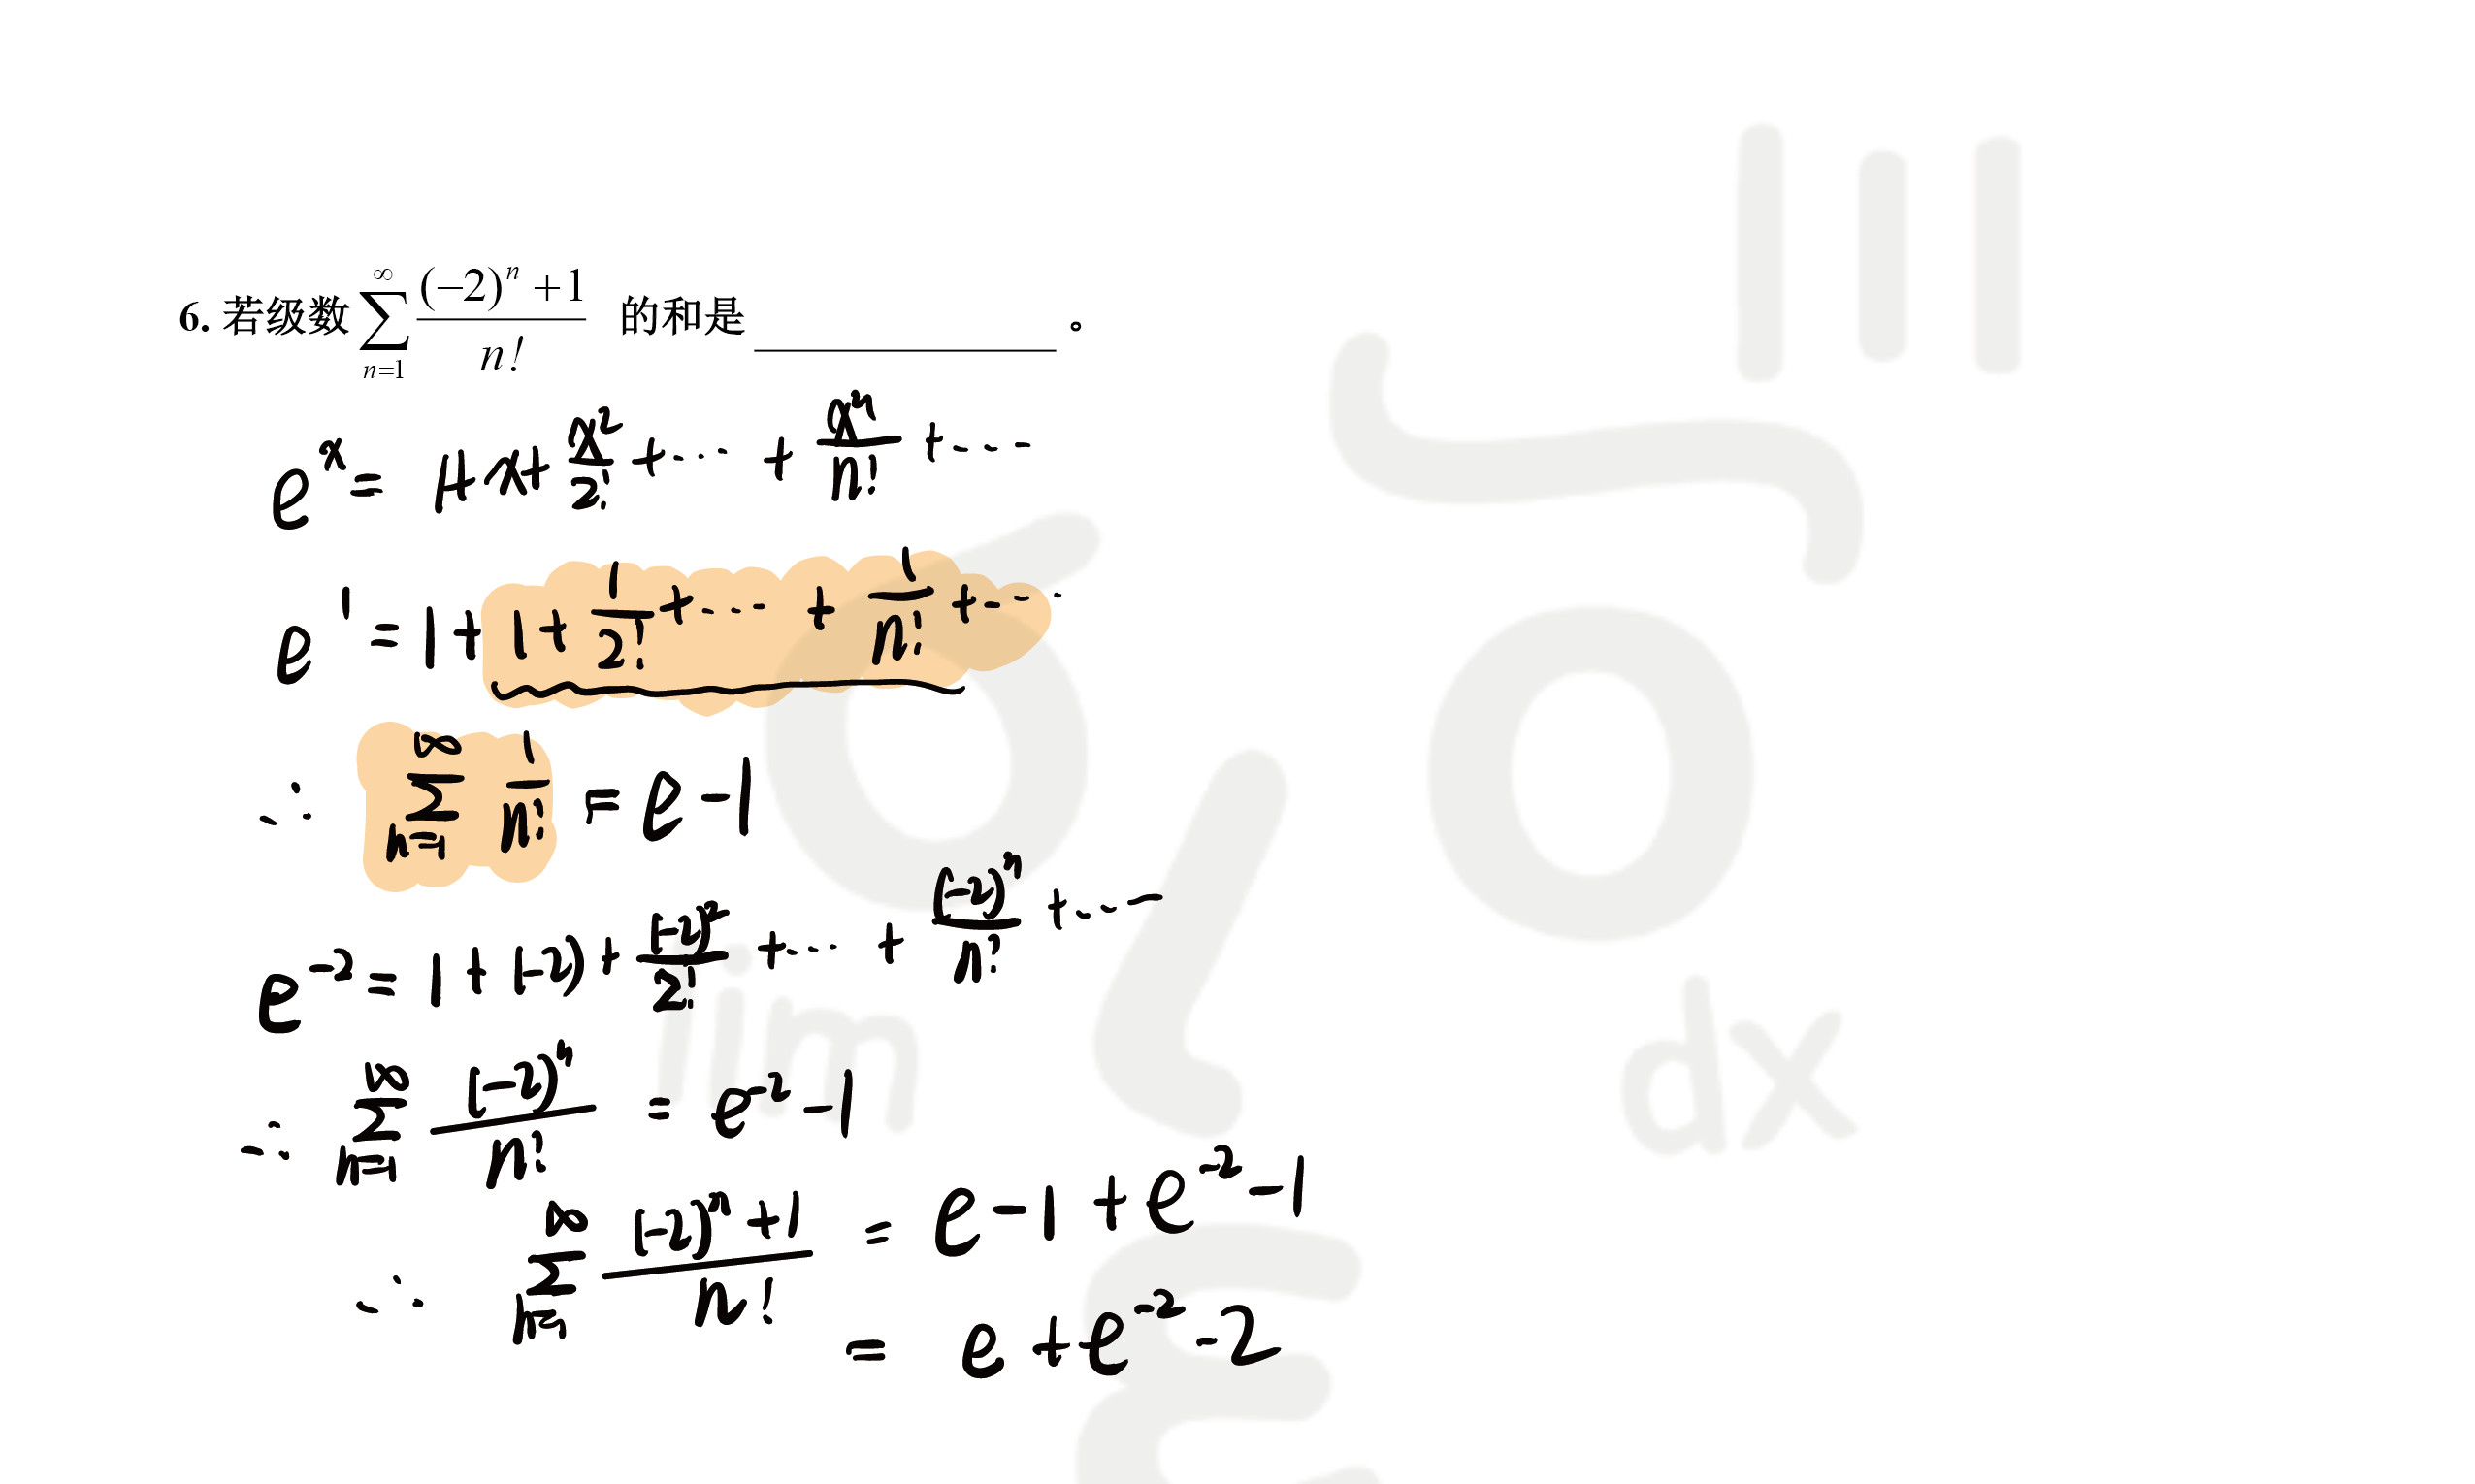 6. 若级数 $\sum_{n=1}^{\infty} \frac{(-2)^n+1}{n!}$ 的和是 ________ 。
$e^x = 1+x+\frac{x^2}{2!}+\cdots+\frac{x^n}{n!}+\cdots$
$e^1 = 1+1+\frac{1}{2!}+\cdots+\frac{1}{n!}+\cdots$
$\therefore \sum_{n=1}^{\infty} \frac{1}{n!} = e-1$
$e^{-2} = 1+(-2)+\frac{(-2)^2}{2!}+\cdots+\frac{(-2)^n}{n!}+\cdots$
$\therefore \sum_{n=1}^{\infty} \frac{(-2)^n}{n!} = e^{-2}-1$
$\therefore \sum_{n=1}^{\infty} \frac{(-2)^n+1}{n!} = e-1+e^{-2}-1$
$= e+e^{-2}-2$
lim
dx